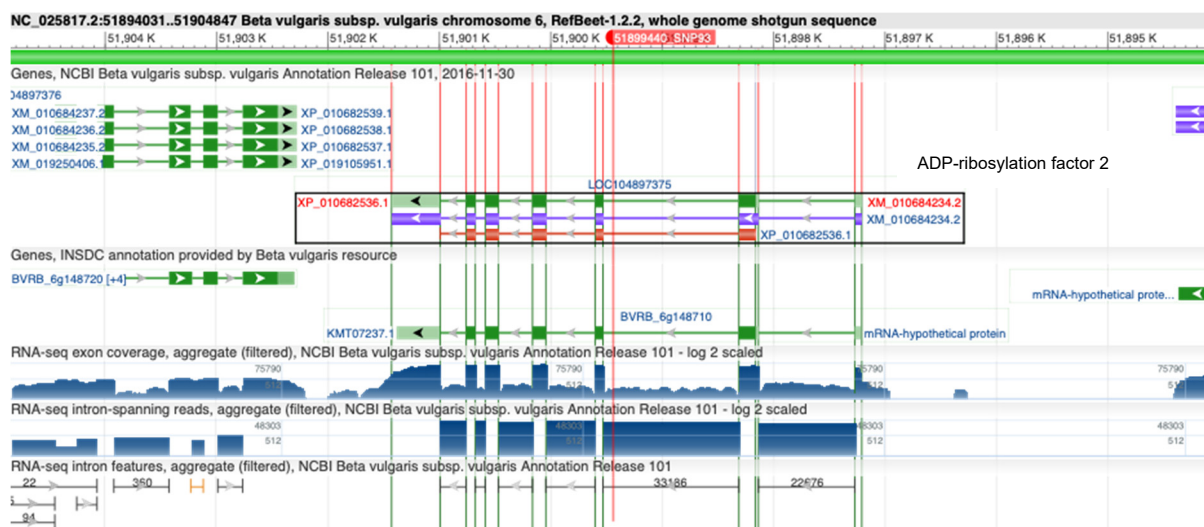 NC_025817.2:51894031..51904847 Beta vulgaris subsp. vulgaris chromosome 6, RefBeet-1.2.2, whole genome shotgun sequence
51,904 K 51,903 K 51,902 K 51,901 K 51,900 K 51899440 SNP93 51,898 K 51,897 K 51,896 K 51,895 K
Genes, NCBI Beta vulgaris subsp. vulgaris Annotation Release 101, 2016-11-30
04897376
XM_010684237.2 XP_010682539.1
XM_010684236.2 XP_010682538.1
XM_010684235.2 XP_010682537.1
XM_019250406.1 XP_019105951.1
ADP-ribosylation factor 2
LOC104897375
XP_010682536.1 XM_010684234.2
XM_010684234.2
XP_010682536.1
Genes, INSDC annotation provided by Beta vulgaris resource
BVRB_6g148720 [+4]
mRNA-hypothetical prote...
BVRB_6g148710
KMT07237.1 mRNA-hypothetical protein
RNA-seq exon coverage, aggregate (filtered), NCBI Beta vulgaris subsp. vulgaris Annotation Release 101 - log 2 scaled
75790 75790 5790 75790
512 512 512 512
RNA-seq intron-spanning reads, aggregate (filtered), NCBI Beta vulgaris subsp. vulgaris Annotation Release 101 - log 2 scaled
48303 48303 48303 48303
512 512 512 512
RNA-seq intron features, aggregate (filtered), NCBI Beta vulgaris subsp. vulgaris Annotation Release 101
22 360 33186 22676
94